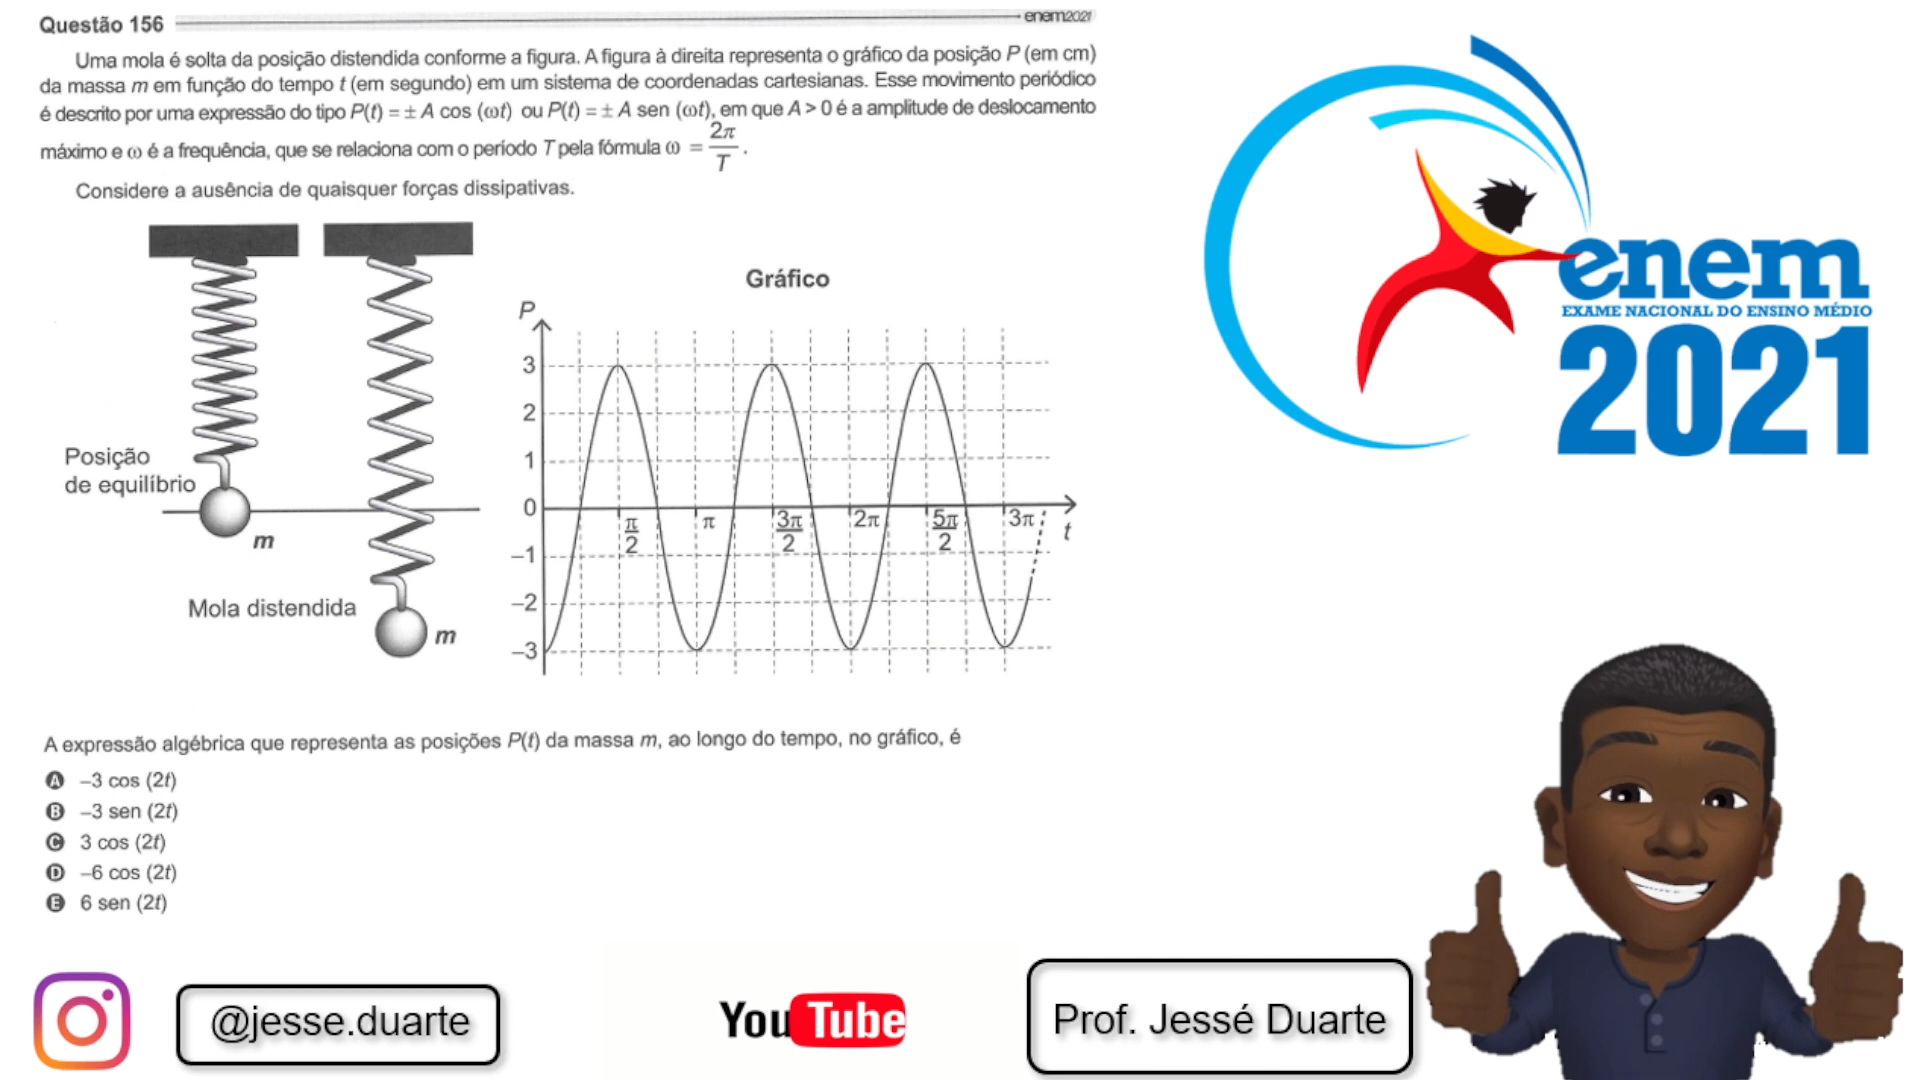 Questão 156
enem2021
Uma mola é solta da posição distendida conforme a figura. A figura à direita representa o gráfico da posição P (em cm)
da massa m em função do tempo t (em segundo) em um sistema de coordenadas cartesianas. Esse movimento periódico
é descrito por uma expressão do tipo P(t) = ± A cos (ωt) ou P(t) = ± A sen (ωt), em que A > 0 é a amplitude de deslocamento
máximo e ω é a frequência, que se relaciona com o período T pela fórmula ω = 2π/T.
Considere a ausência de quaisquer forças dissipativas.
Posição
de equilíbrio
m
Mola distendida
m
Gráfico
P
3
2
1
0
–1
–2
–3
π/2
π
3π/2
2π
5π/2
3π
t
A expressão algébrica que representa as posições P(t) da massa m, ao longo do tempo, no gráfico, é
A –3 cos (2t)
B –3 sen (2t)
C 3 cos (2t)
D –6 cos (2t)
E 6 sen (2t)
enem
EXAME NACIONAL DO ENSINO MÉDIO
2021
@jesse.duarte
YouTube
Prof. Jessé Duarte